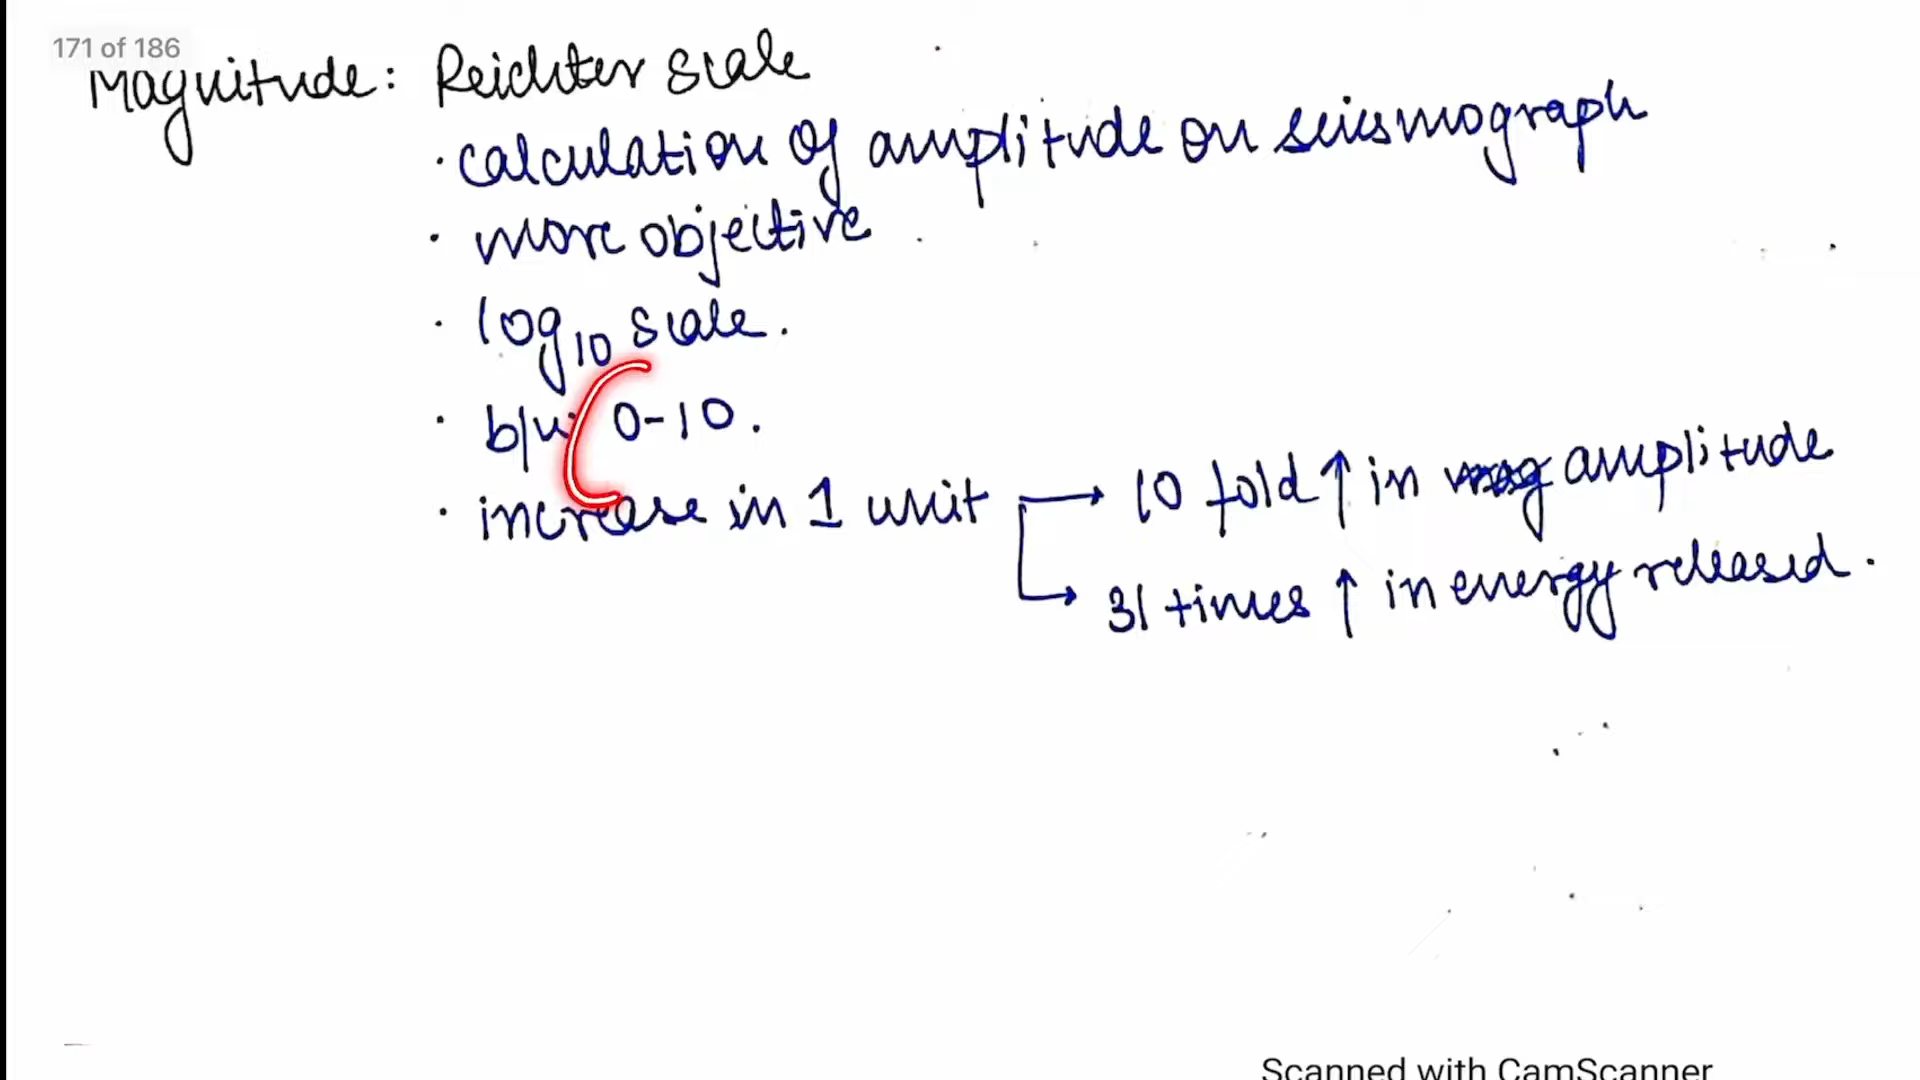 171 of 186
Magnitude: Reichter scale
· calculation of amplitude on seismograph
· more objective
· log10 scale.
· b/w 0-10.
· increase in 1 unit → 10 fold ↑ in amplitude
→ 31 times ↑ in energy released.
Scanned with CamScanner